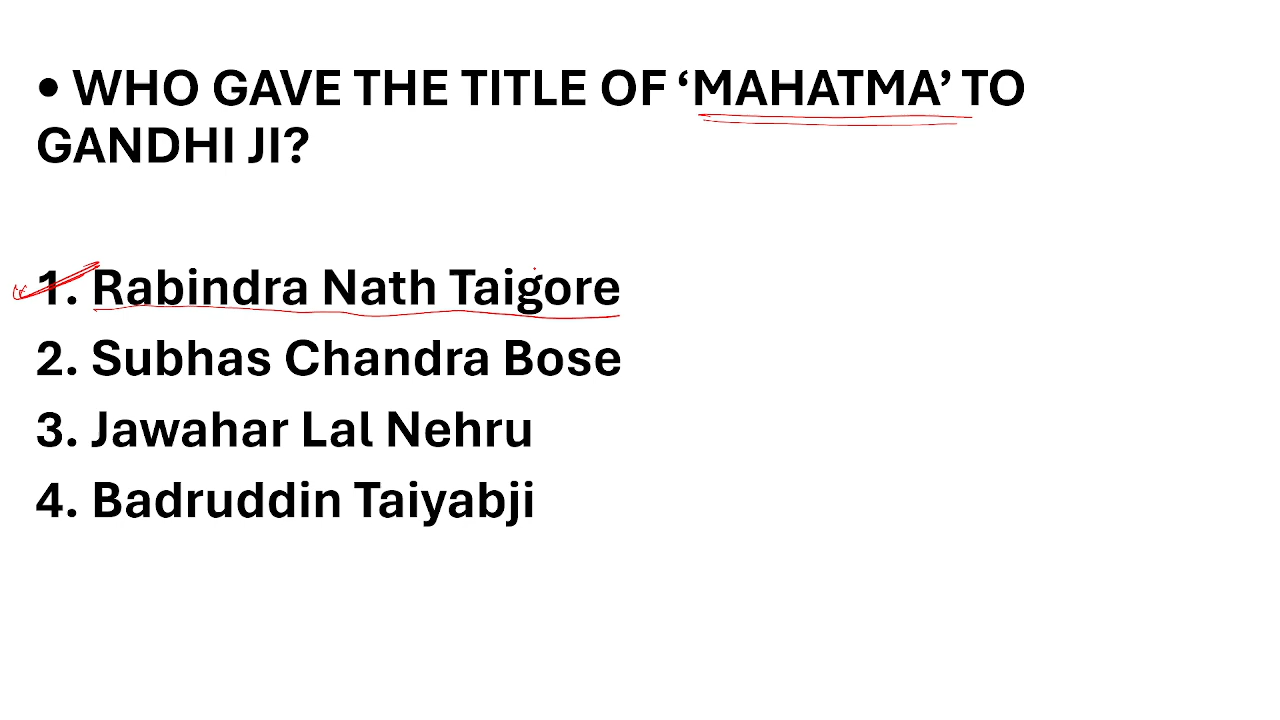 • WHO GAVE THE TITLE OF ‘MAHATMA’ TO
GANDHI JI?
1. Rabindra Nath Taigore
2. Subhas Chandra Bose
3. Jawahar Lal Nehru
4. Badruddin Taiyabji